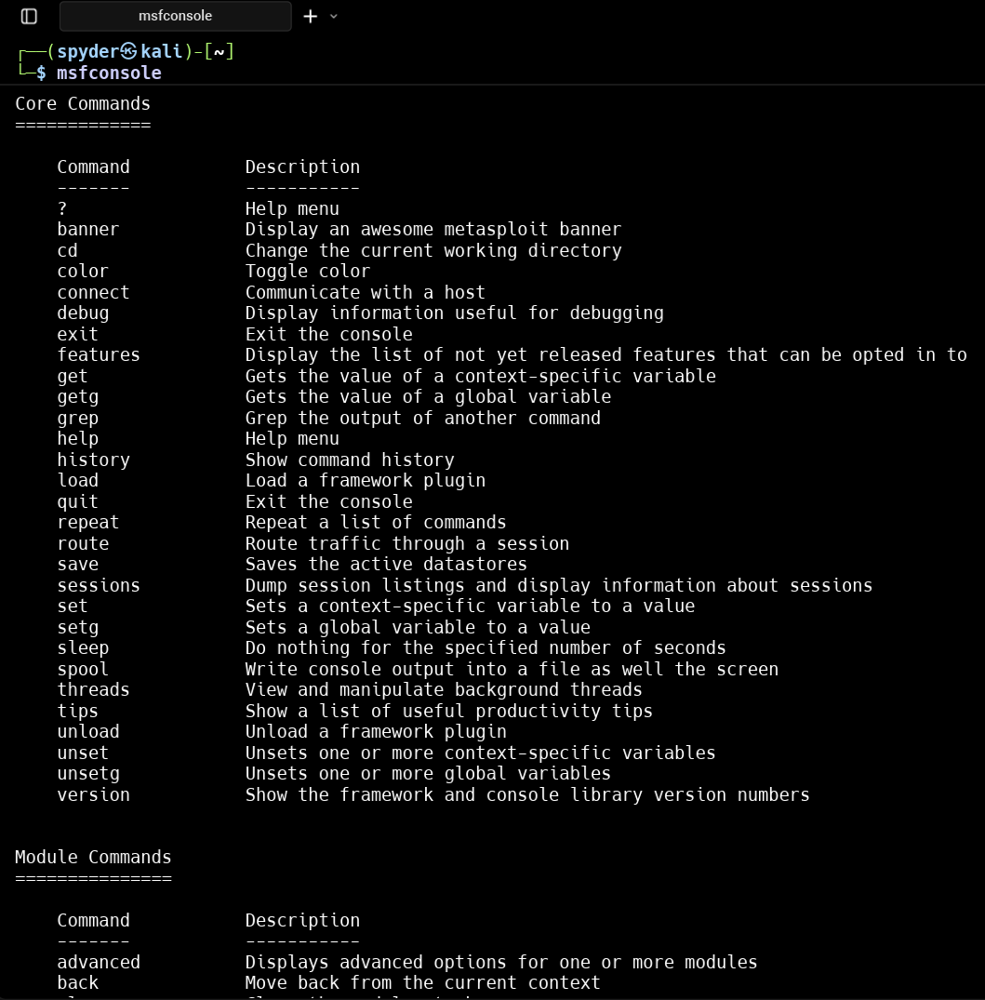 msfconsole
┌──(spyder㉿kali)-[~]
└─$ msfconsole
Core Commands
=============
Command Description
------- -----------
? Help menu
banner Display an awesome metasploit banner
cd Change the current working directory
color Toggle color
connect Communicate with a host
debug Display information useful for debugging
exit Exit the console
features Display the list of not yet released features that can be opted in to
get Gets the value of a context-specific variable
getg Gets the value of a global variable
grep Grep the output of another command
help Help menu
history Show command history
load Load a framework plugin
quit Exit the console
repeat Repeat a list of commands
route Route traffic through a session
save Saves the active datastores
sessions Dump session listings and display information about sessions
set Sets a context-specific variable to a value
setg Sets a global variable to a value
sleep Do nothing for the specified number of seconds
spool Write console output into a file as well the screen
threads View and manipulate background threads
tips Show a list of useful productivity tips
unload Unload a framework plugin
unset Unsets one or more context-specific variables
unsetg Unsets one or more global variables
version Show the framework and console library version numbers
Module Commands
===============
Command Description
------- -----------
advanced Displays advanced options for one or more modules
back Move back from the current context